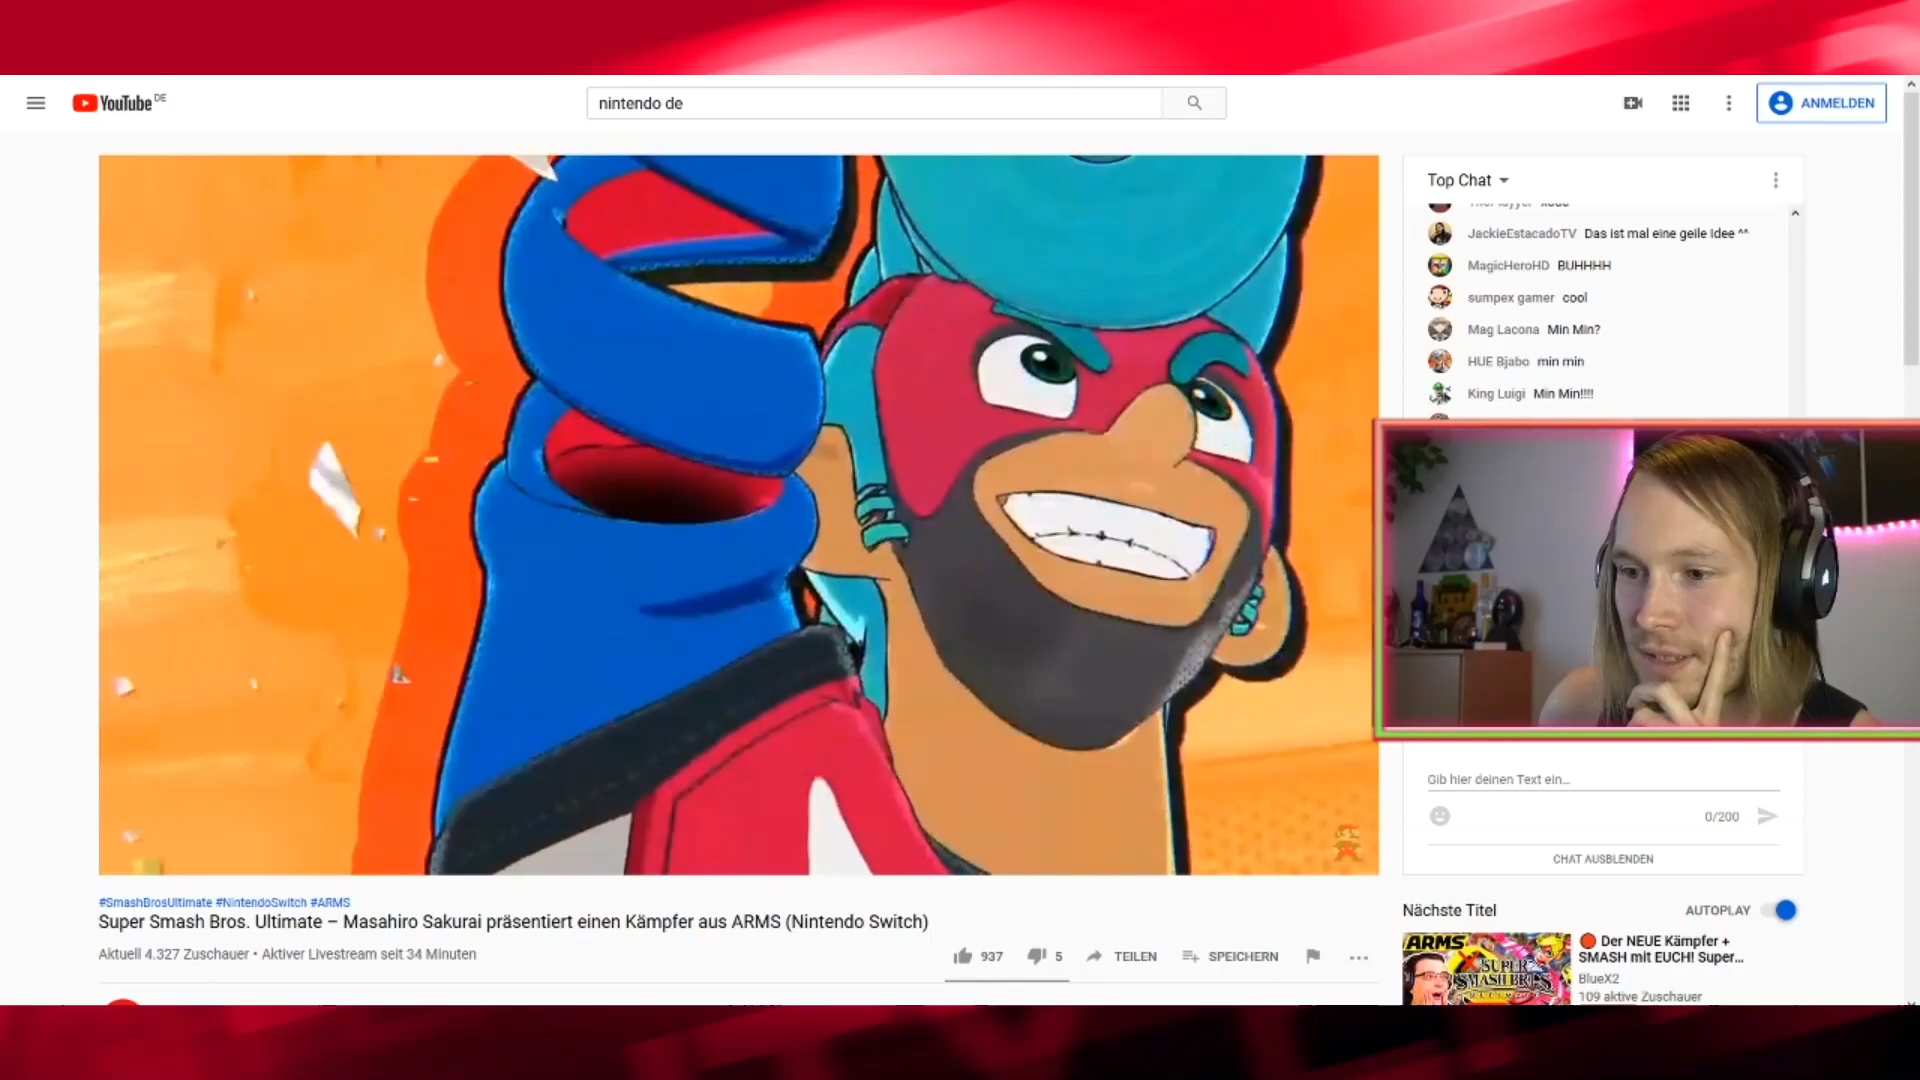 YouTube DE
nintendo de
ANMELDEN
Top Chat
JackieEstacadoTV Das ist mal eine geile Idee ^^
MagicHeroHD BUHHHH
sumpex gamer cool
Mag Lacona Min Min?
HUE Bjabo min min
King Luigi Min Min!!!!
Gib hier deinen Text ein...
0/200
CHAT AUSBLENDEN
#SmashBrosUltimate #NintendoSwitch #ARMS
Super Smash Bros. Ultimate – Masahiro Sakurai präsentiert einen Kämpfer aus ARMS (Nintendo Switch)
Aktuell 4.327 Zuschauer • Aktiver Livestream seit 34 Minuten
937
5
TEILEN
SPEICHERN
Nächste Titel
AUTOPLAY
ARMS
SUPER
SMASH BROS.
Der NEUE Kämpfer +
SMASH mit EUCH! Super...
BlueX2
109 aktive Zuschauer